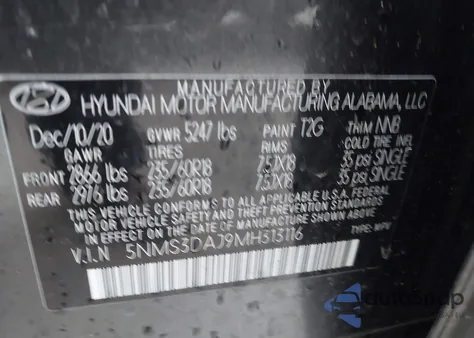 MANUFACTURED BY
HYUNDAI MOTOR MANUFACTURING ALABAMA, LLC
Dec/10/20 GVWR 5247 lbs PAINT T2G TRIM NNB
GAWR TIRES RIMS COLD TIRE INFL
FRONT 2866 lbs 235/60R18 7.5JX18 35 psi SINGLE
REAR 2976 lbs 235/60R18 7.5JX18 35 psi SINGLE
THIS VEHICLE CONFORMS TO ALL APPLICABLE U.S.A. FEDERAL
MOTOR VEHICLE SAFETY, BUMPER, AND THEFT PREVENTION
STANDARDS IN EFFECT ON THE DATE OF MANUFACTURE SHOWN ABOVE
V.I.N 5NMS3DAJ9MH313116 TYPE: MPV